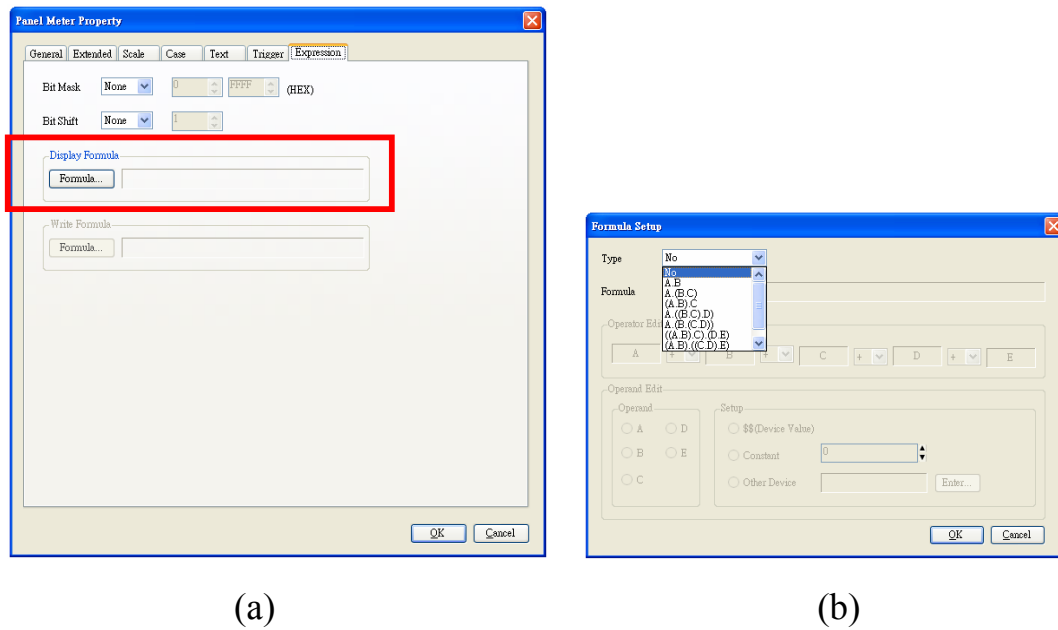 Panel Meter Property
General Extended Scale Case Text Trigger Expression
Bit Mask None 0 FFFF (HEX)
Bit Shift None 1
Display Formula
Formula...
Write Formula
Formula...
OK Cancel
(a)
Formula Setup
Type No
No
A.B
A.(B.C)
(A.B).C
A.((B.C).D)
A.(B.(C.D))
((A.B).C).(D.E)
(A.B).((C.D).E)
Formula
Operator Edi
A + B + C + D + E
Operand Edit
Operand
A D
B E
C
Setup
$$(Device Value)
Constant 0
Other Device Enter...
OK Cancel
(b)